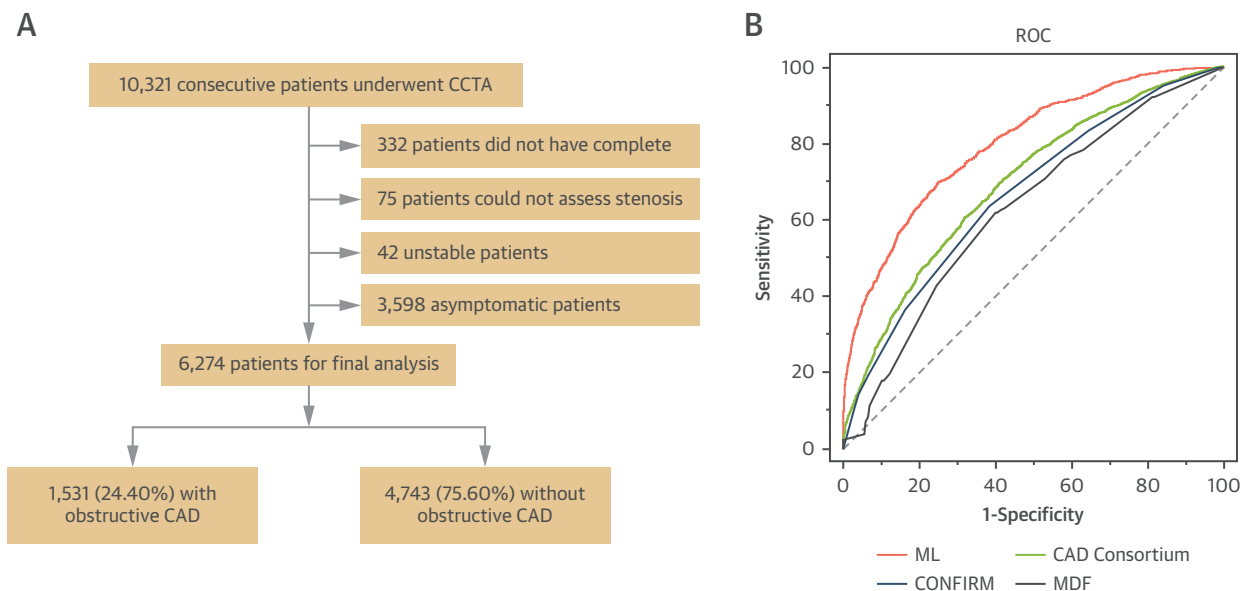 A
10,321 consecutive patients underwent CCTA
332 patients did not have complete
75 patients could not assess stenosis
42 unstable patients
3,598 asymptomatic patients
6,274 patients for final analysis
1,531 (24.40%) with
obstructive CAD
4,743 (75.60%) without
obstructive CAD
B
ROC
100
80
60
40
20
0
Sensitivity
0 20 40 60 80 100
1-Specificity
ML
CAD Consortium
CONFIRM
MDF